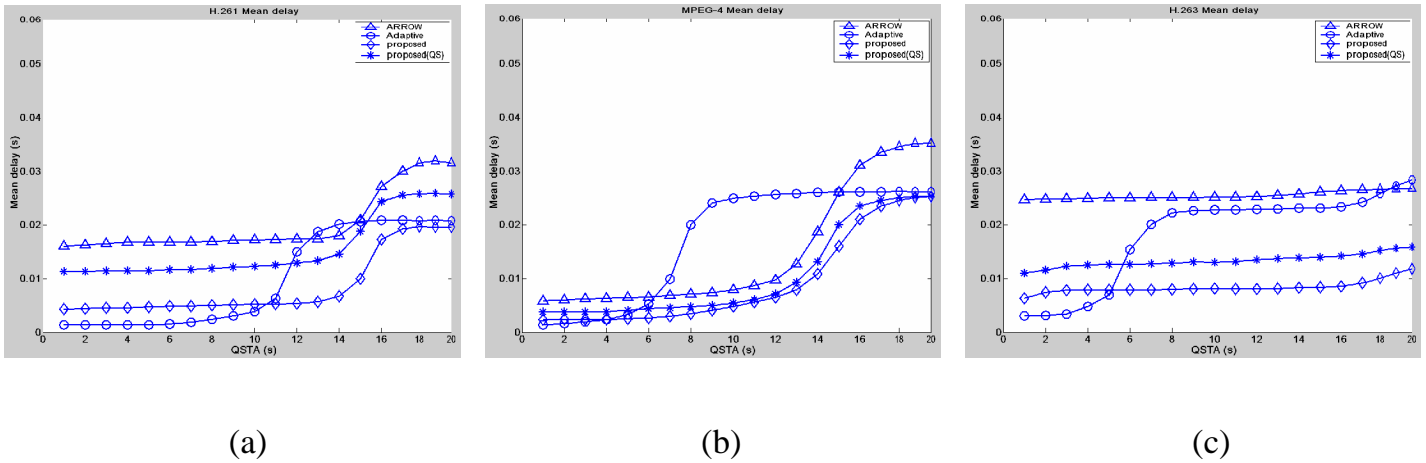 H.261 Mean delay
ARROW
Adaptive
proposed
proposed(QS)
Mean delay (s)
0.06
0.05
0.04
0.03
0.02
0.01
0
0 2 4 6 8 10 12 14 16 18 20
QSTA (s)
(a)
MPEG-4 Mean delay
ARROW
Adaptive
proposed
proposed(QS)
Mean delay (s)
0.06
0.05
0.04
0.03
0.02
0.01
0
0 2 4 6 8 10 12 14 16 18 20
QSTA (s)
(b)
H.263 Mean delay
ARROW
Adaptive
proposed
proposed(QS)
Mean delay (s)
0.06
0.05
0.04
0.03
0.02
0.01
0
0 2 4 6 8 10 12 14 16 18 20
QSTA (s)
(c)